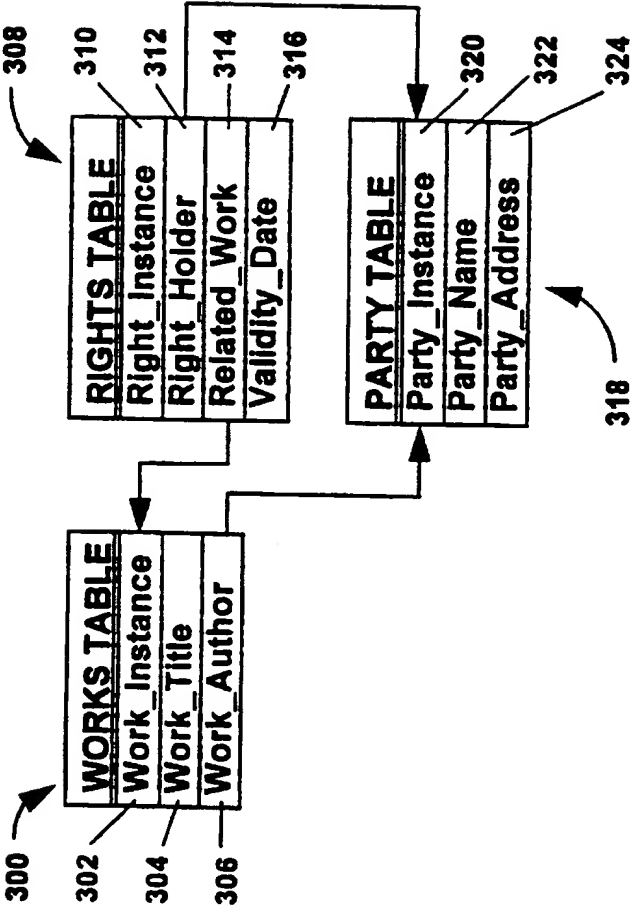 300
WORKS TABLE
302
Work_Instance
304
Work_Title
306
Work_Author
308
RIGHTS TABLE
Right_Instance
310
Right_Holder
312
Related_Work
314
Validity_Date
316
PARTY TABLE
Party_Instance
320
Party_Name
322
Party_Address
324
318